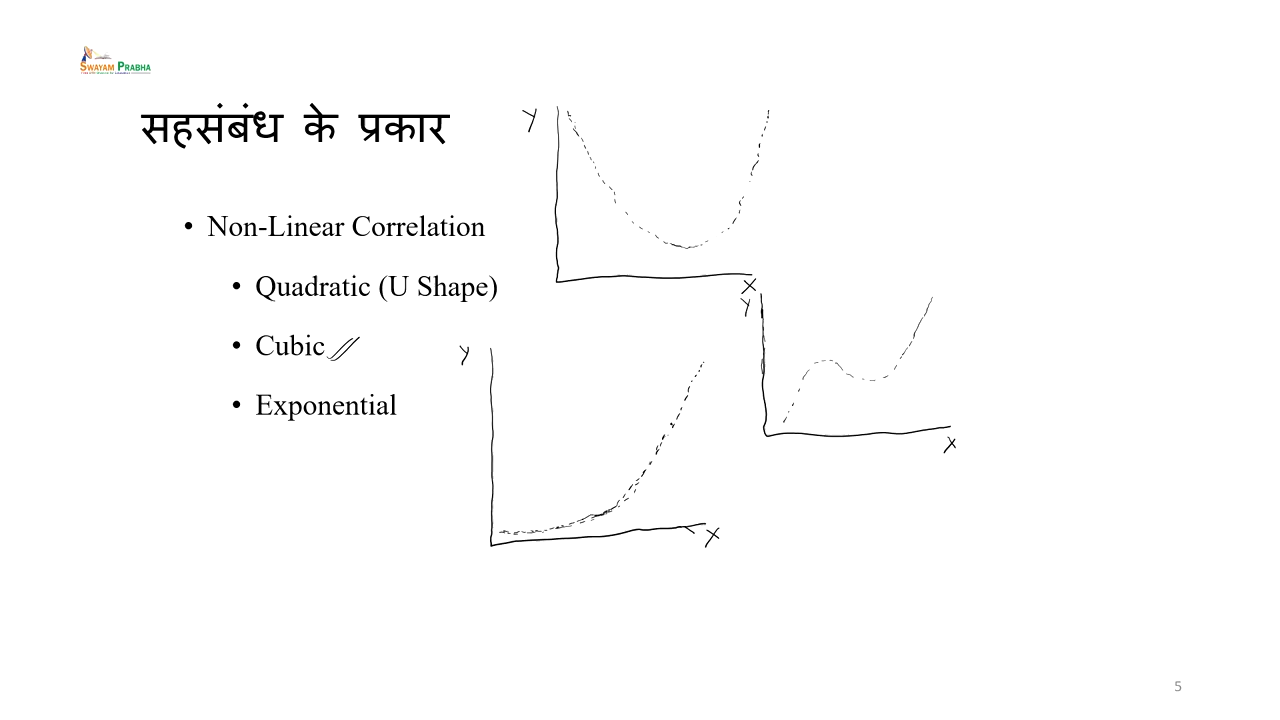 SWAYAM PRABHA
सहसंबंध के प्रकार
• Non-Linear Correlation
• Quadratic (U Shape)
• Cubic
• Exponential
y
x
y
x
y
x
5